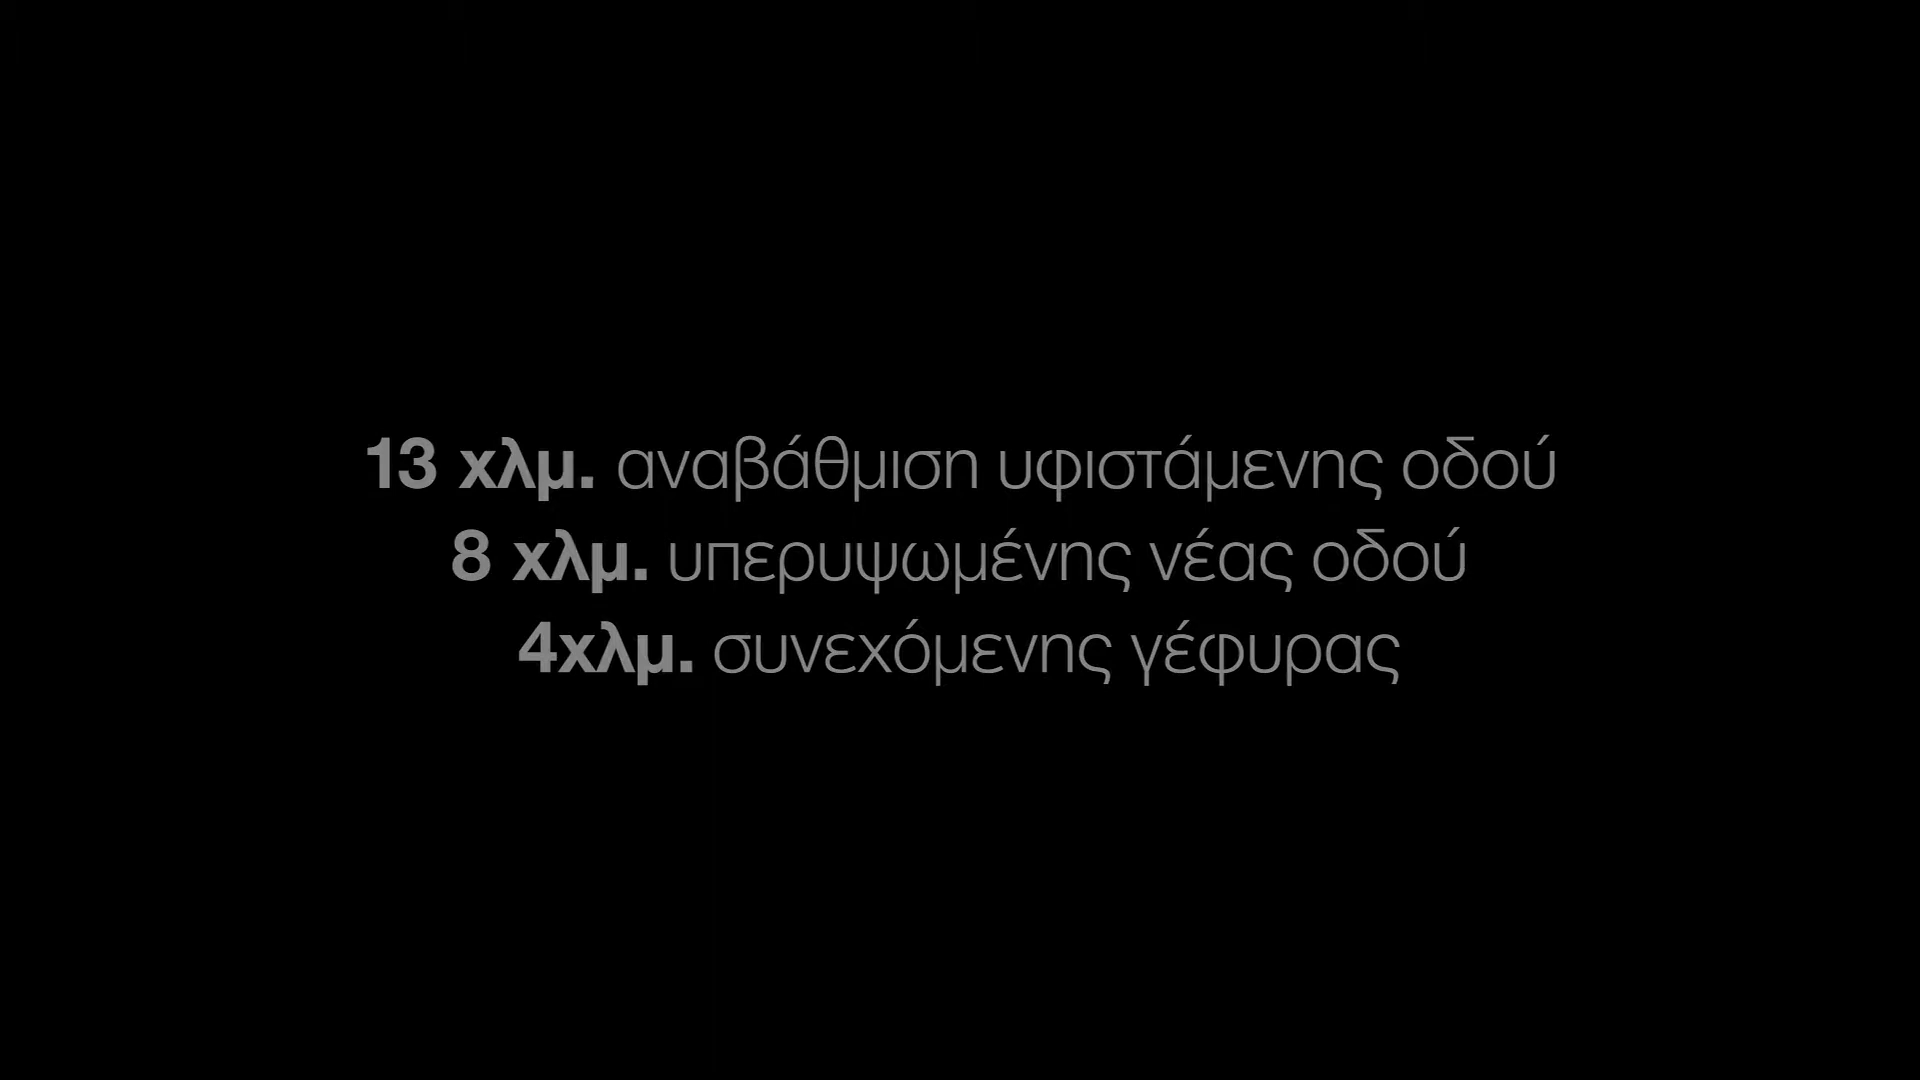 13 χλμ. αναβάθμιση υφιστάμενης οδού
8 χλμ. υπερυψωμένης νέας οδού
4χλμ. συνεχόμενης γέφυρας